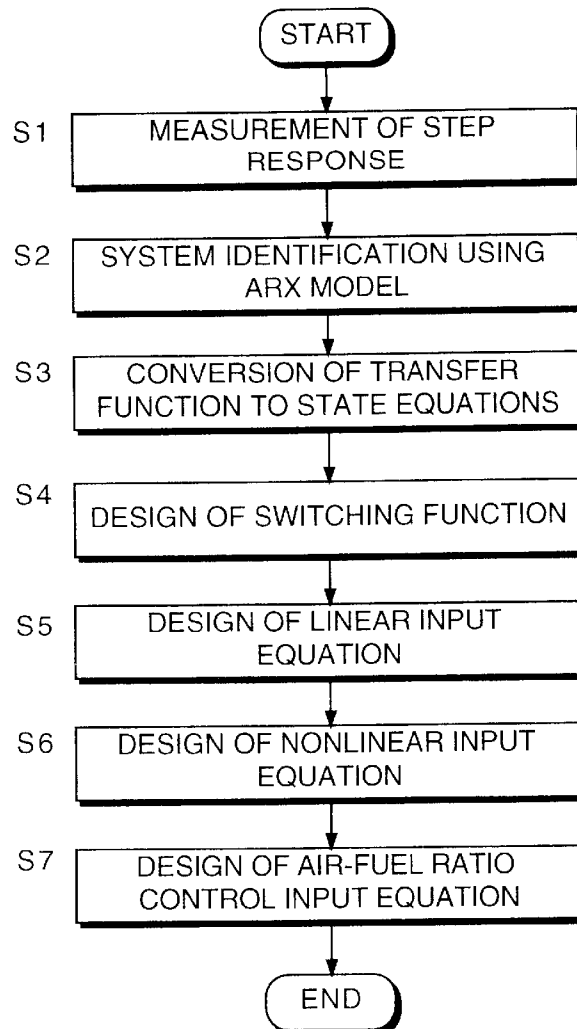 START
S1
MEASUREMENT OF STEP
RESPONSE
S2
SYSTEM IDENTIFICATION USING
ARX MODEL
S3
CONVERSION OF TRANSFER
FUNCTION TO STATE EQUATIONS
S4
DESIGN OF SWITCHING FUNCTION
S5
DESIGN OF LINEAR INPUT
EQUATION
S6
DESIGN OF NONLINEAR INPUT
EQUATION
S7
DESIGN OF AIR-FUEL RATIO
CONTROL INPUT EQUATION
END